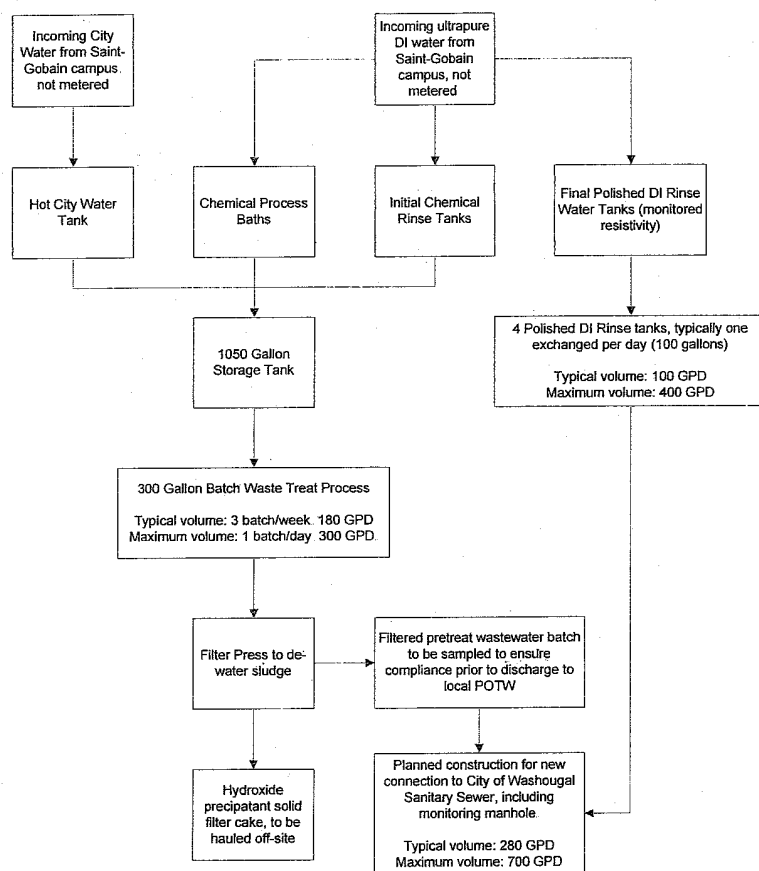 Incoming City
Water from Saint-
Gobain campus.
not metered
Incoming ultrapure
DI water from
Saint-Gobain
campus, not
metered
Hot City Water
Tank
Chemical Process
Baths
Initial Chemical
Rinse Tanks
Final Polished DI Rinse
Water Tanks (monitored
resistivity)
1050 Gallon
Storage Tank
4 Polished DI Rinse tanks, typically one
exchanged per day (100 gallons)
Typical volume: 100 GPD
Maximum volume: 400 GPD
300 Gallon Batch Waste Treat Process
Typical volume: 3 batch/week 180 GPD
Maximum volume: 1 batch/day 300 GPD
Filter Press to de-
water sludge
Filtered pretreat wastewater batch
to be sampled to ensure
compliance prior to discharge to
local POTW
Hydroxide
precipatant solid
filter cake, to be
hauled off-site
Planned construction for new
connection to City of Washougal
Sanitary Sewer, including
monitoring manhole.
Typical volume: 280 GPD
Maximum volume: 700 GPD